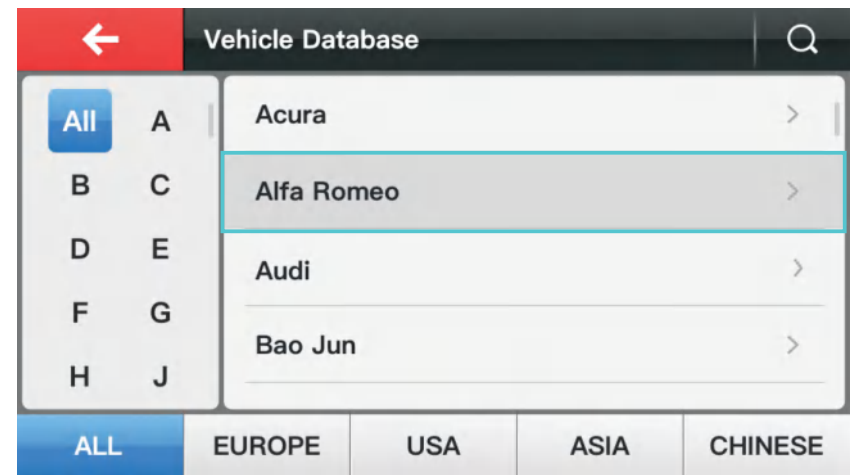 Vehicle Database
All A
B C
D E
F G
H J
Acura
Alfa Romeo
Audi
Bao Jun
ALL EUROPE USA ASIA CHINESE